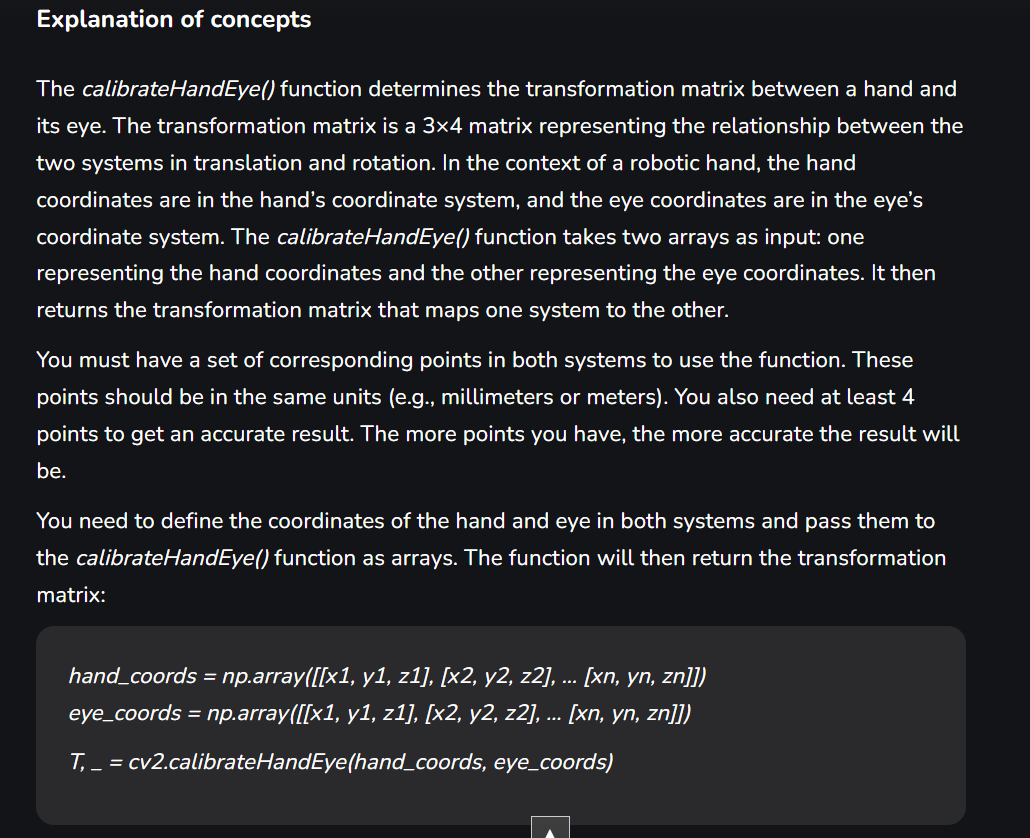 Explanation of concepts
The calibrateHandEye() function determines the transformation matrix between a hand and
its eye. The transformation matrix is a 3×4 matrix representing the relationship between the
two systems in translation and rotation. In the context of a robotic hand, the hand
coordinates are in the hand’s coordinate system, and the eye coordinates are in the eye’s
coordinate system. The calibrateHandEye() function takes two arrays as input: one
representing the hand coordinates and the other representing the eye coordinates. It then
returns the transformation matrix that maps one system to the other.
You must have a set of corresponding points in both systems to use the function. These
points should be in the same units (e.g., millimeters or meters). You also need at least 4
points to get an accurate result. The more points you have, the more accurate the result will
be.
You need to define the coordinates of the hand and eye in both systems and pass them to
the calibrateHandEye() function as arrays. The function will then return the transformation
matrix:
hand_coords = np.array([[x1, y1, z1], [x2, y2, z2], … [xn, yn, zn]])
eye_coords = np.array([[x1, y1, z1], [x2, y2, z2], … [xn, yn, zn]])
T, _ = cv2.calibrateHandEye(hand_coords, eye_coords)